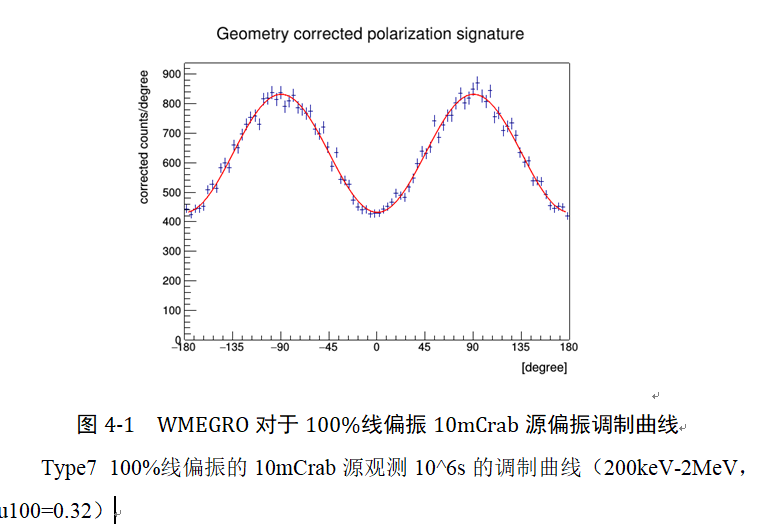 Geometry corrected polarization signature
corrected counts/degree
900
800
700
600
500
400
300
200
100
0
−180 −135 −90 −45 0 45 90 135 180
[degree]
图 4-1 WMEGRO 对于 100%线偏振 10mCrab 源偏振调制曲线
Type7 100%线偏振的 10mCrab 源观测 10^6s 的调制曲线（200keV-2MeV，
u100=0.32）